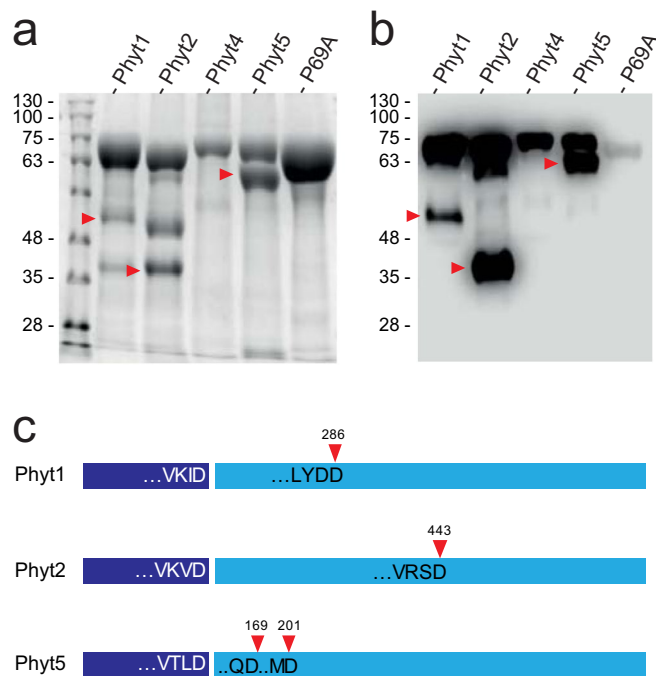 a
- Phyt1
- Phyt2
- Phyt4
- Phyt5
- P69A
130 -
100 -
75 -
63 -
48 -
35 -
28 -
b
- Phyt1
- Phyt2
- Phyt4
- Phyt5
- P69A
130 -
100 -
75 -
63 -
48 -
35 -
28 -
c
286
Phyt1 ...VKID ...LYDD
443
Phyt2 ...VKVD ...VRSD
169 201
Phyt5 ...VTLD ..QD..MD